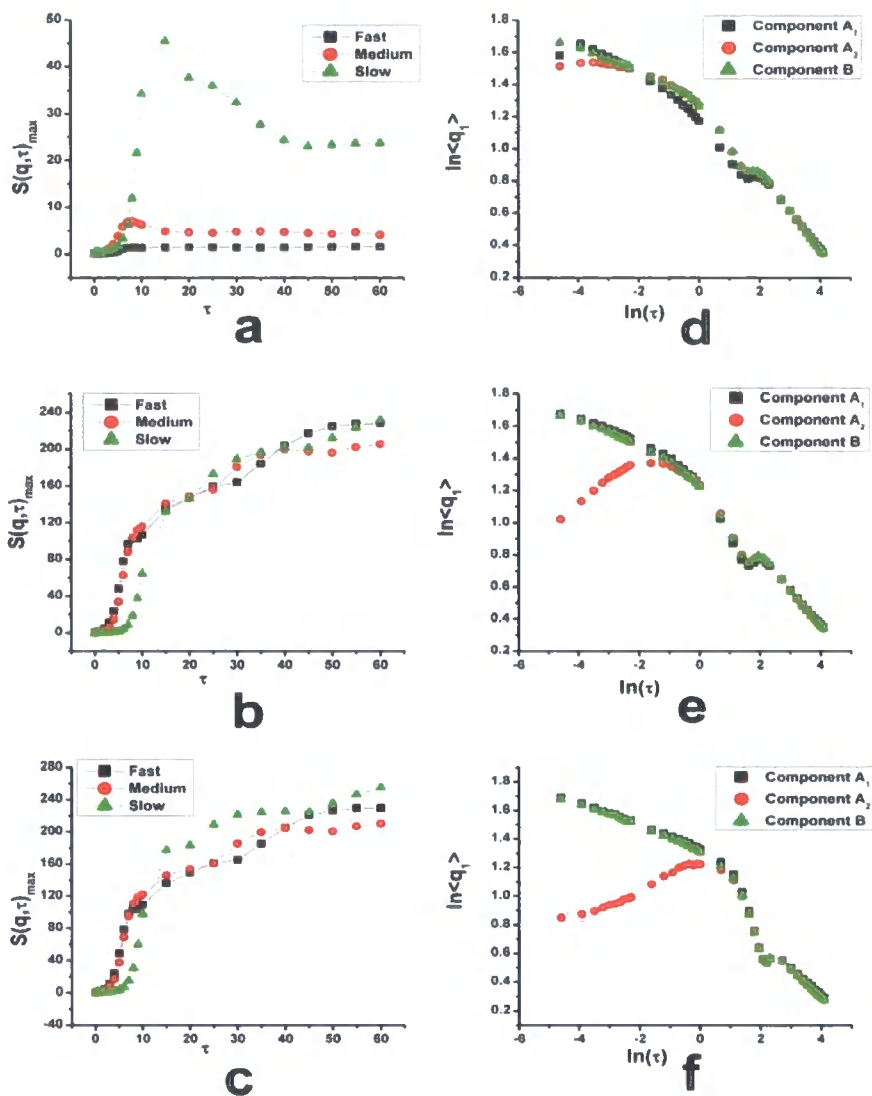 50
40
30
20
10
0
S(q,τ)max
Fast
Medium
Slow
0 10 20 30 40 50 60
τ
a
1.8
1.6
1.4
1.2
1.0
0.8
0.6
0.4
0.2
ln<q₁>
Component A₁
Component A₂
Component B
-6 -4 -2 0 2 4
ln(τ)
d
240
200
160
120
80
40
0
S(q,τ)max
Fast
Medium
Slow
0 10 20 30 40 50 60
τ
b
1.8
1.6
1.4
1.2
1.0
0.8
0.6
0.4
0.2
ln<q₁>
Component A₁
Component A₂
Component B
-6 -4 -2 0 2 4
ln(τ)
e
280
240
200
160
120
80
40
0
-40
S(q,τ)max
Fast
Medium
Slow
0 10 20 30 40 50 60
τ
c
1.8
1.6
1.4
1.2
1.0
0.8
0.6
0.4
0.2
ln<q₁>
Component A₁
Component A₂
Component B
-6 -4 -2 0 2 4
ln(τ)
f